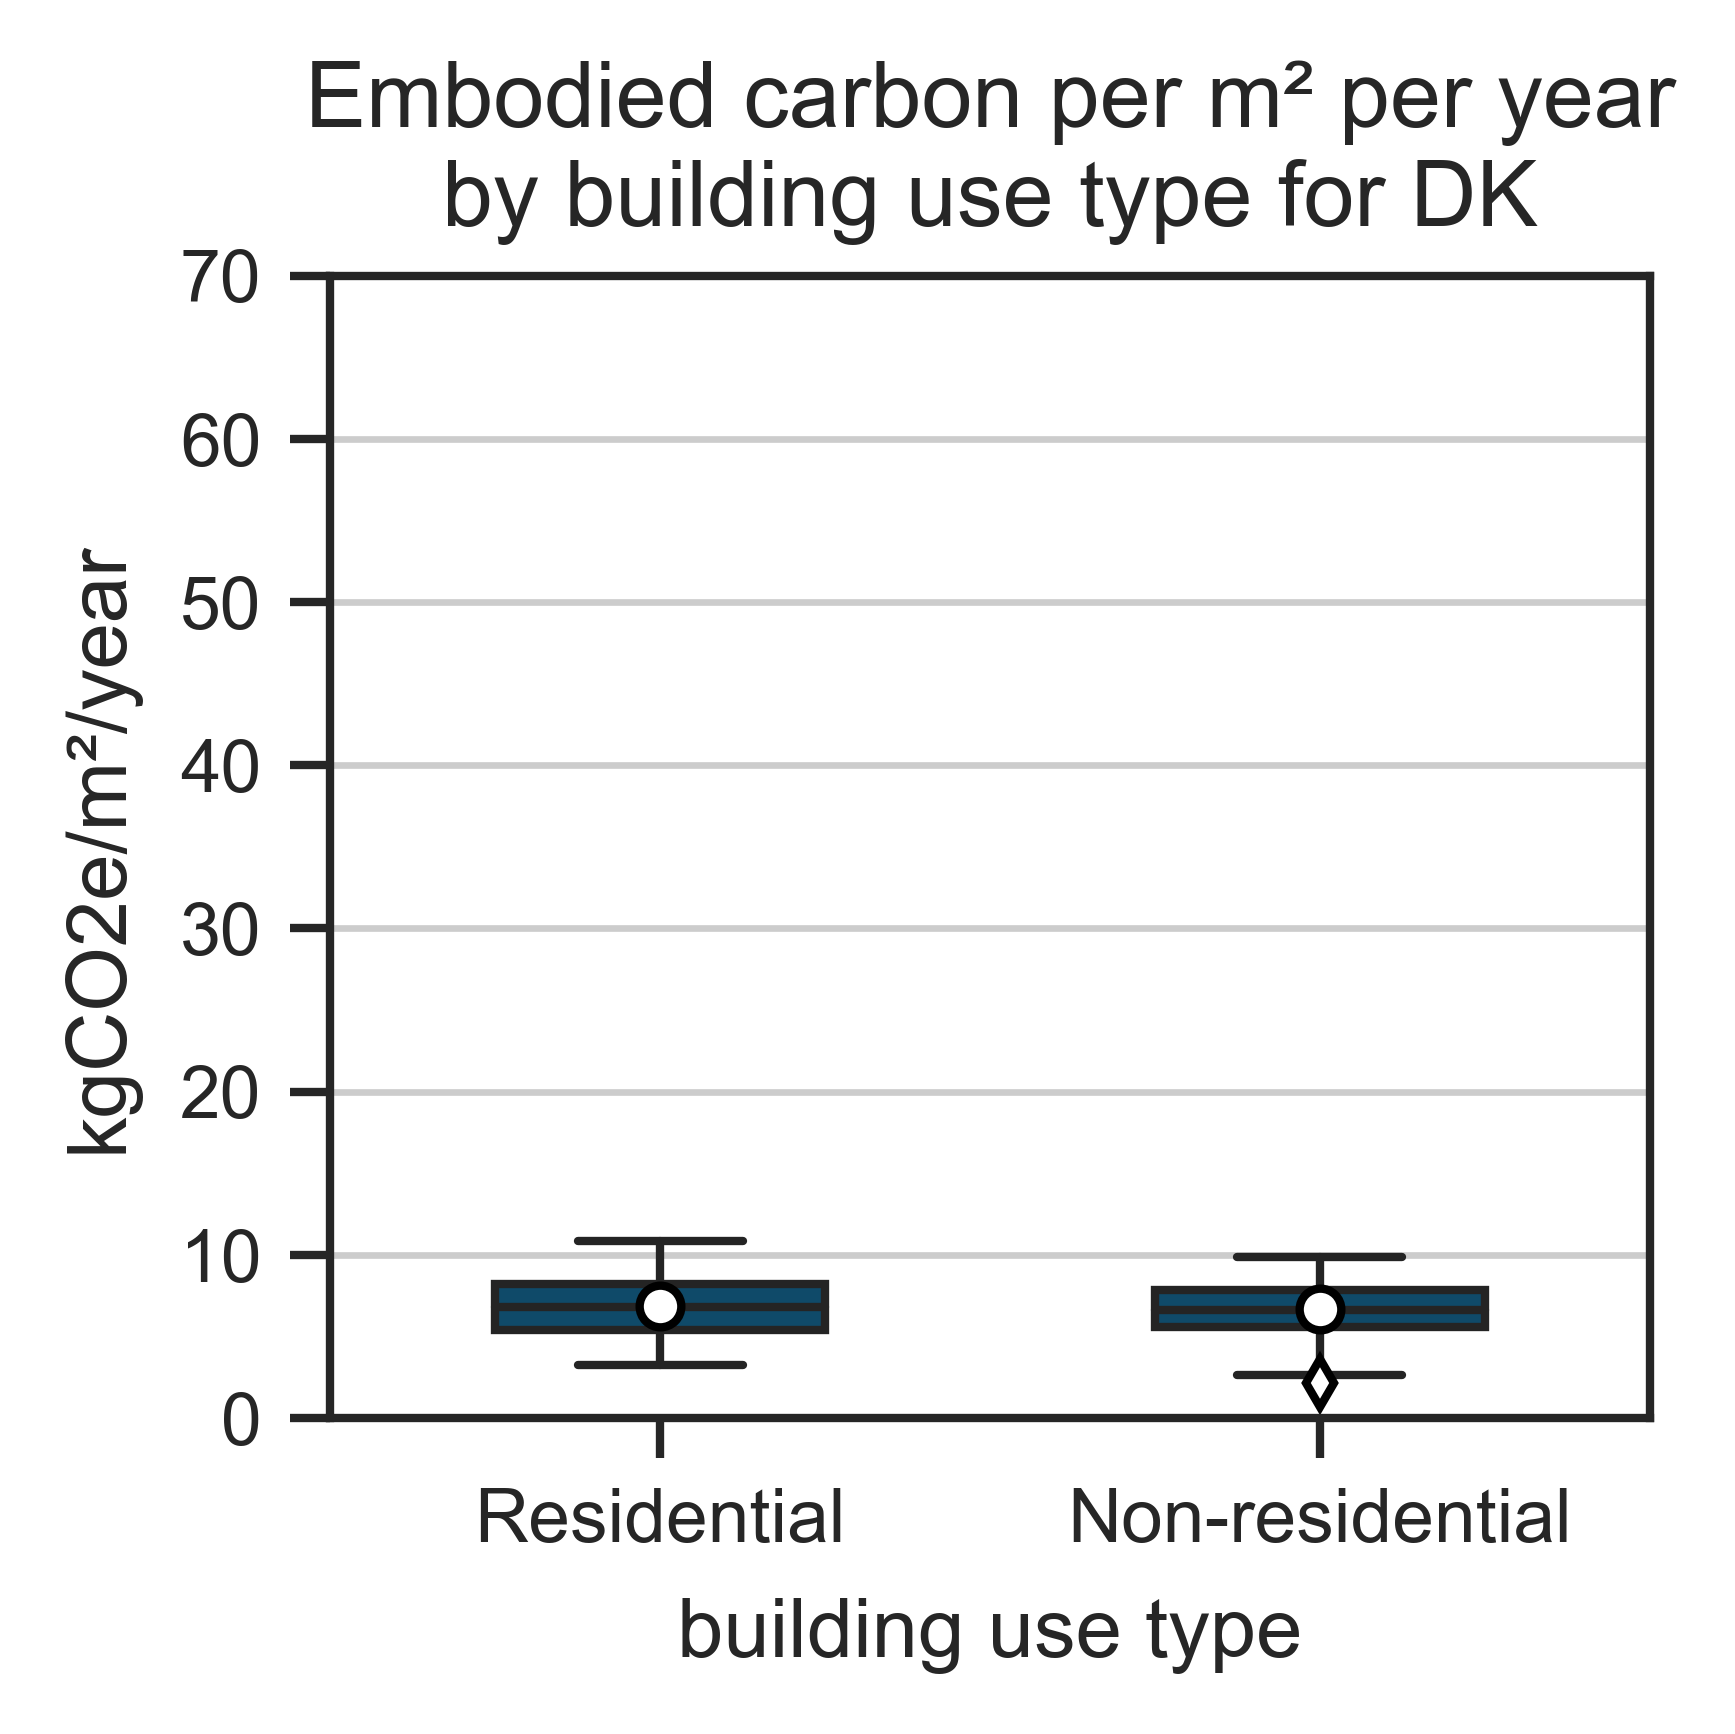 Embodied carbon per m² per year
by building use type for DK
70
60
50
40
30
20
10
0
kgCO2e/m²/year
Residential
Non-residential
building use type